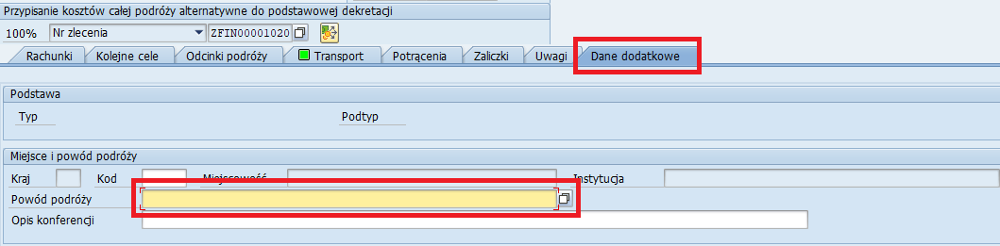 Przypisanie kosztów całej podróży alternatywne do podstawowej dekretacji
100% Nr zlecenia ZFIN00001020
Rachunki Kolejne cele Odcinki podróży Transport Potrącenia Zaliczki Uwagi Dane dodatkowe
Podstawa
Typ Podtyp
Miejsce i powód podróży
Kraj Kod Miejscowość Instytucja
Powód podróży
Opis konferencji